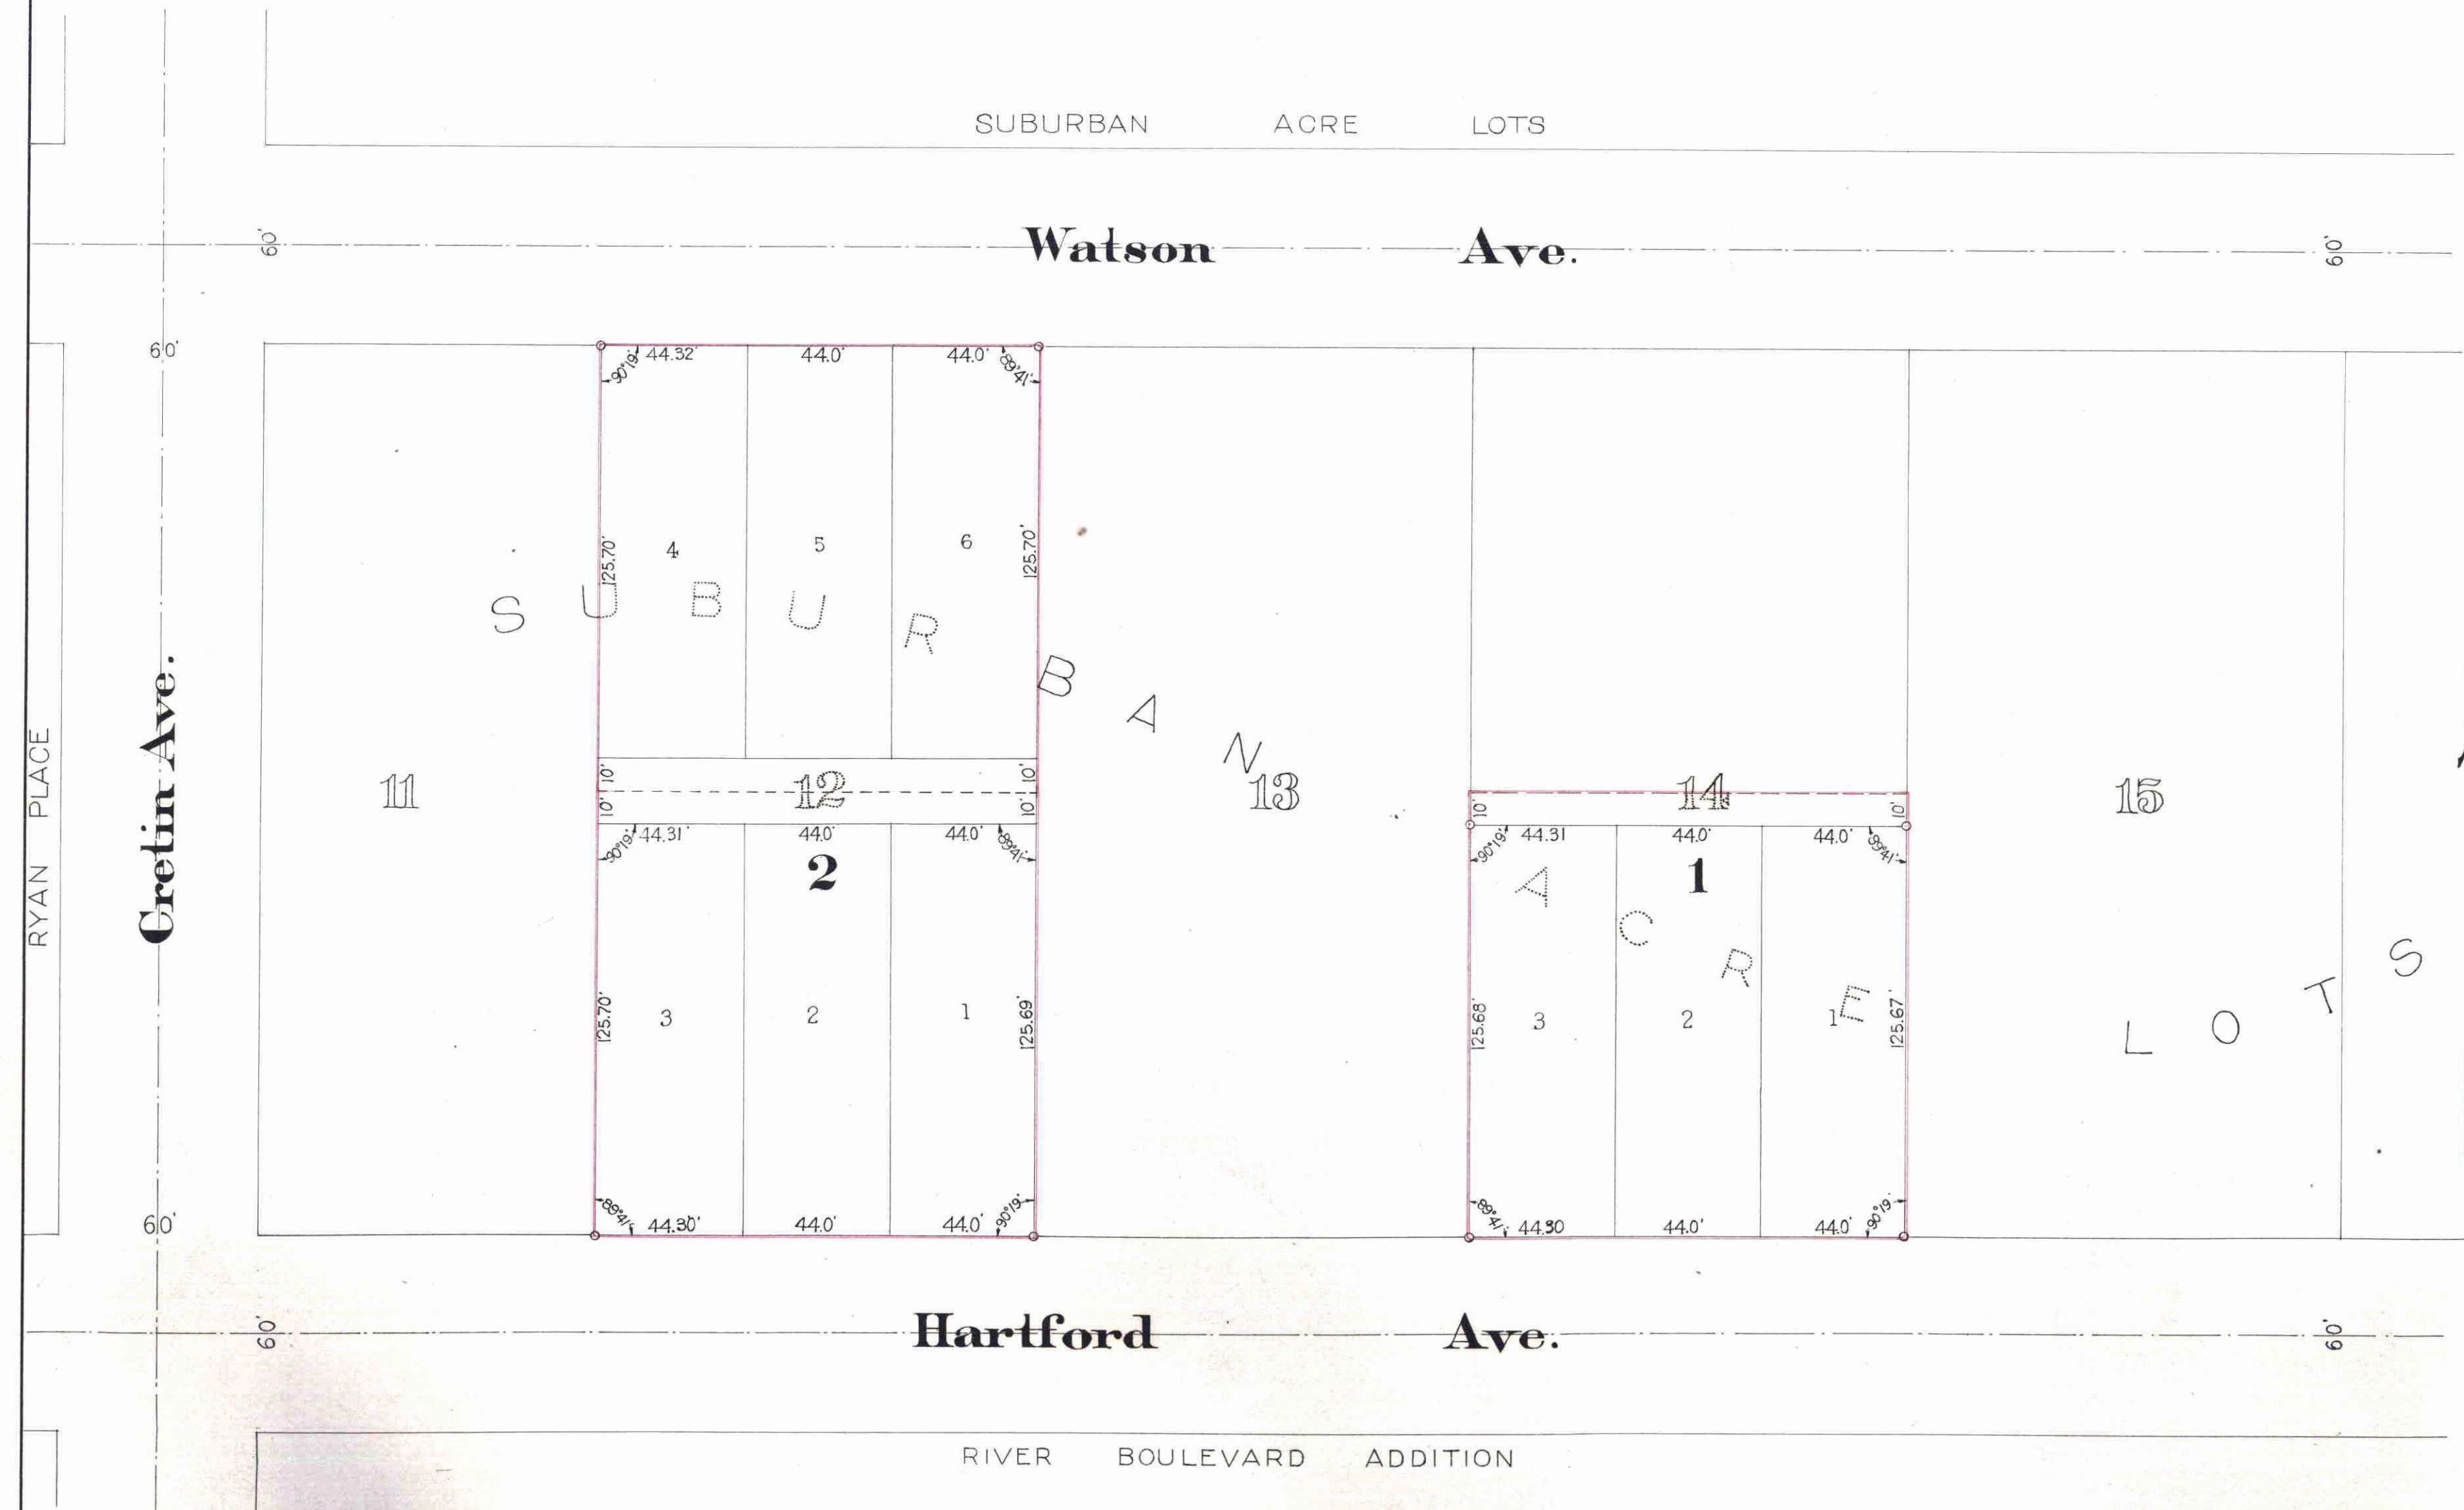 SUBURBAN ACRE LOTS
60'
Watson Ave.
60'
60'
90°19' 44.32' 44.0' 44.0' 89°41'
125.70' 4 5 6 125.70'
SUBURBAN ACRE LOTS
RYAN PLACE
Cretin Ave.
10' 10'
11 12 13 14 15
10' 10' 10' 10'
90°19' 44.31' 44.0' 44.0' 89°41'
90°19' 44.31 44.0' 44.0' 89°41'
2 1
125.70' 3 2 1 125.69'
125.68' 3 2 1 125.67'
89°41' 44.30' 44.0' 44.0' 90°19'
89°41' 44.30 44.0' 44.0' 90°19'
60'
60'
Hartford Ave.
60'
RIVER BOULEVARD ADDITION